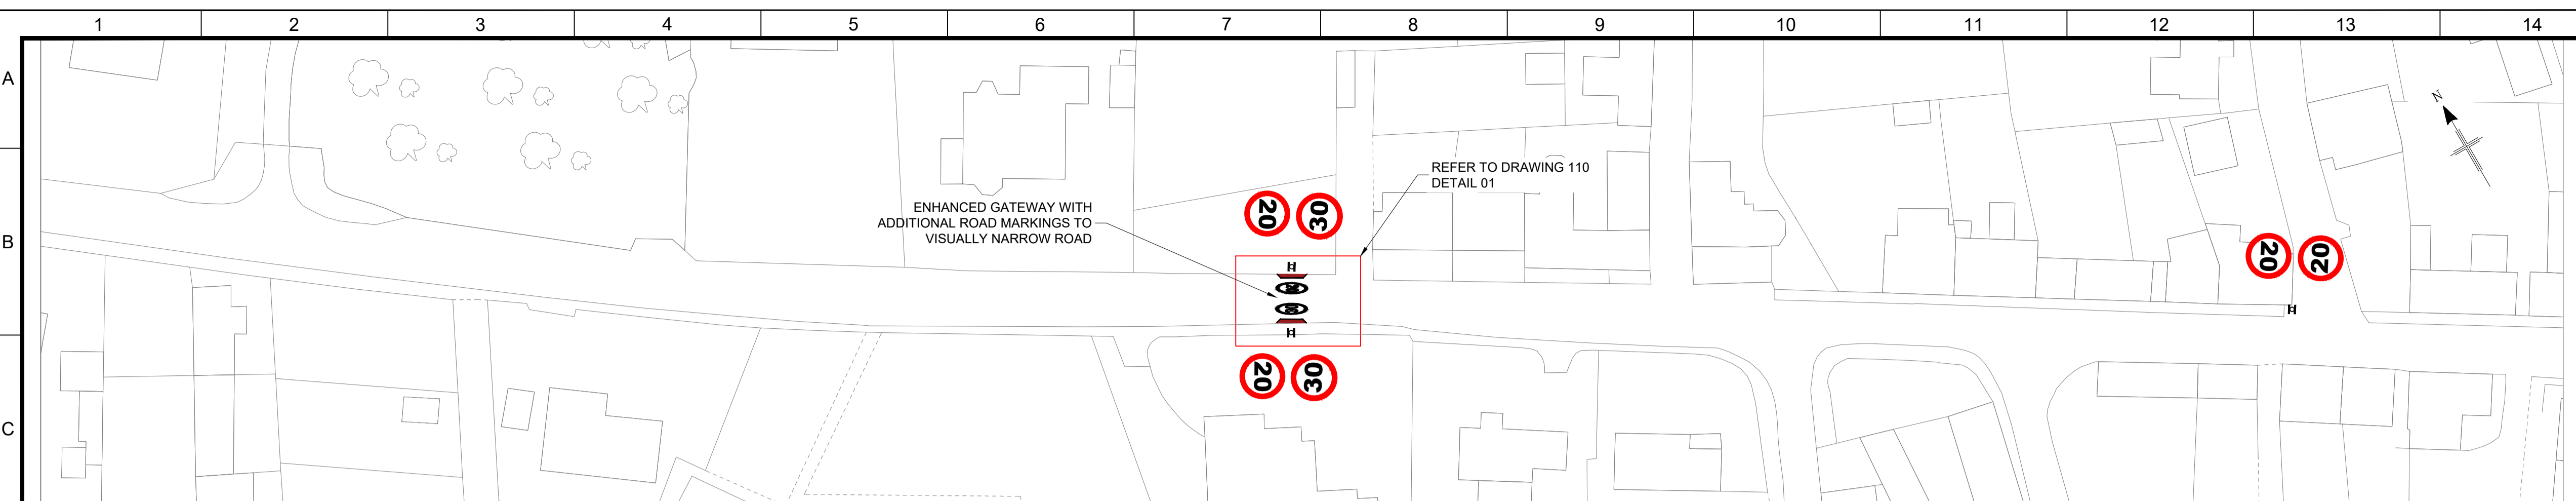 1 2 3 4 5 6 7 8 9 10 11 12 13 14
A
N
REFER TO DRAWING 110
DETAIL 01
ENHANCED GATEWAY WITH
ADDITIONAL ROAD MARKINGS TO
VISUALLY NARROW ROAD
20 30
B
20 20
20 30
C